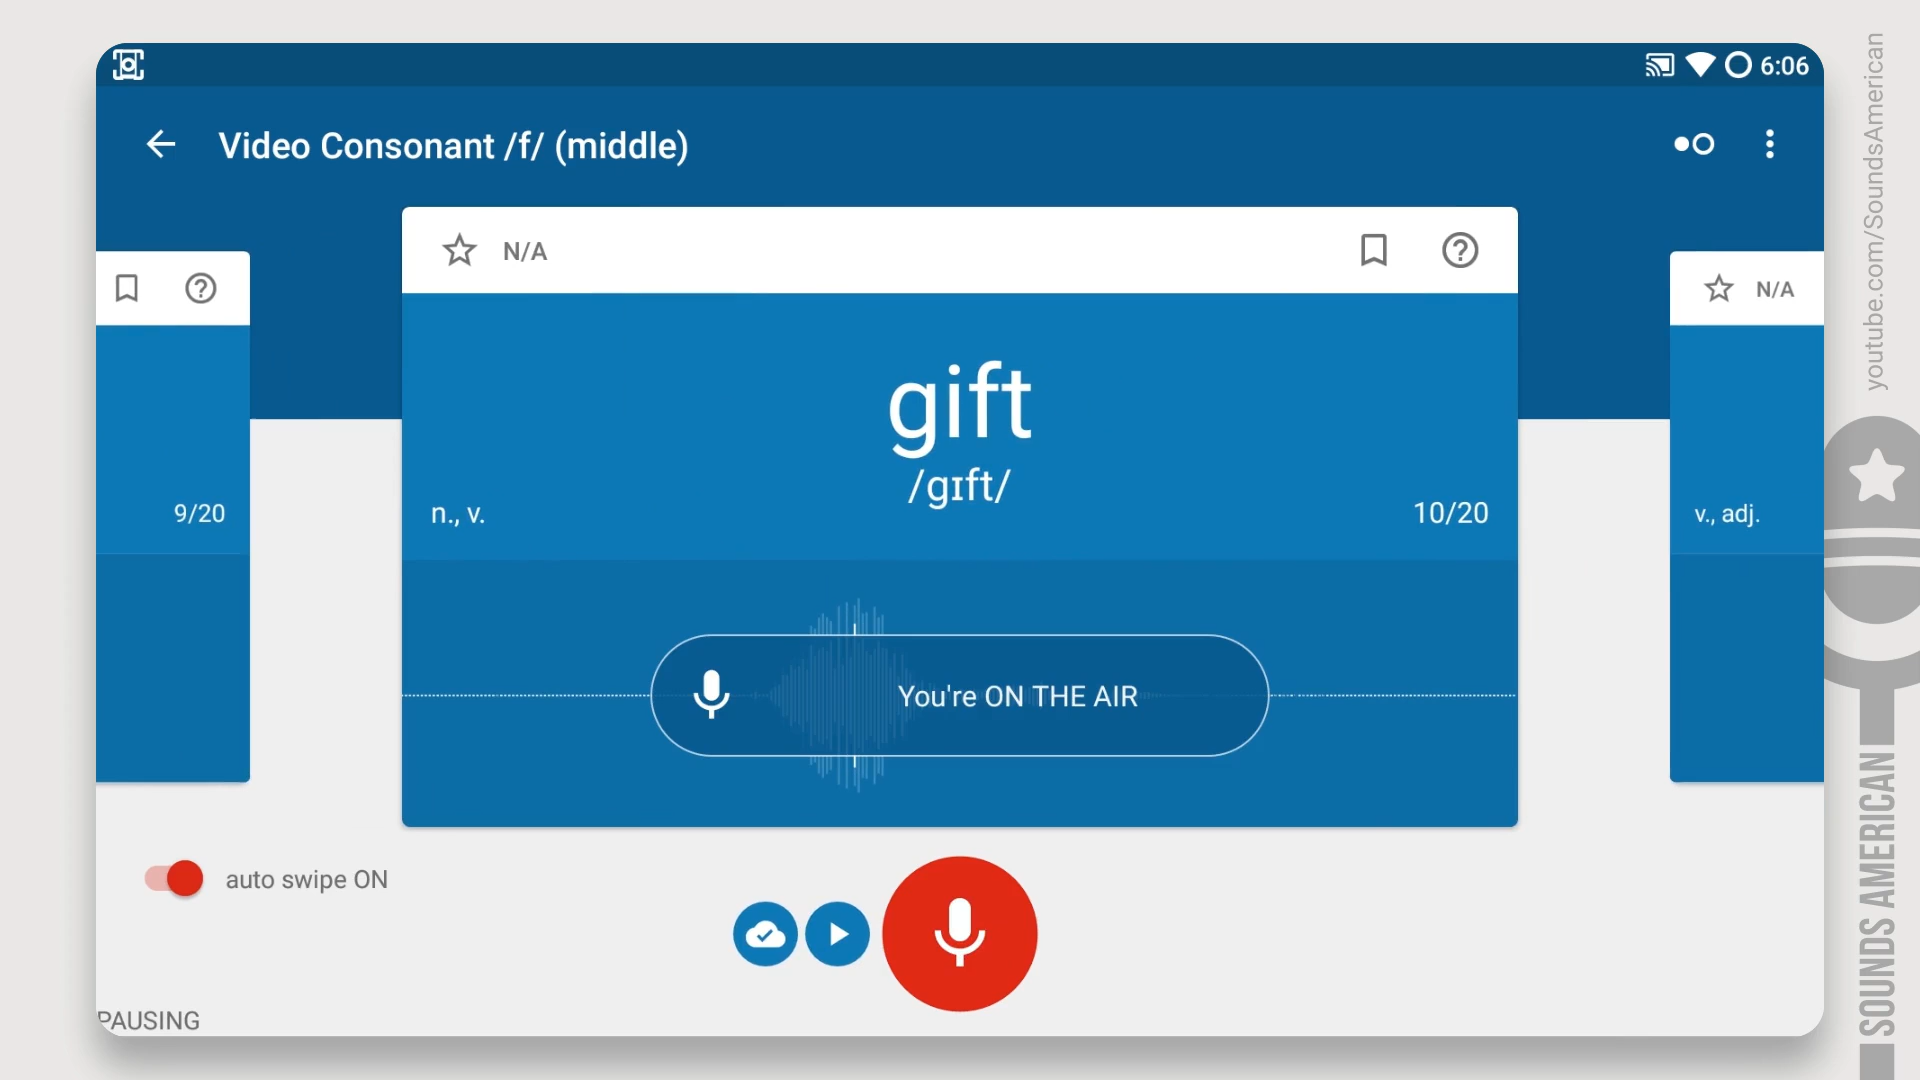 6:06
Video Consonant /f/ (middle)
N/A
N/A
gift
/gɪft/
9/20
n., v.
10/20
v., adj.
You're ON THE AIR
auto swipe ON
PAUSING
youtube.com/SoundsAmerican
SOUNDS AMERICAN